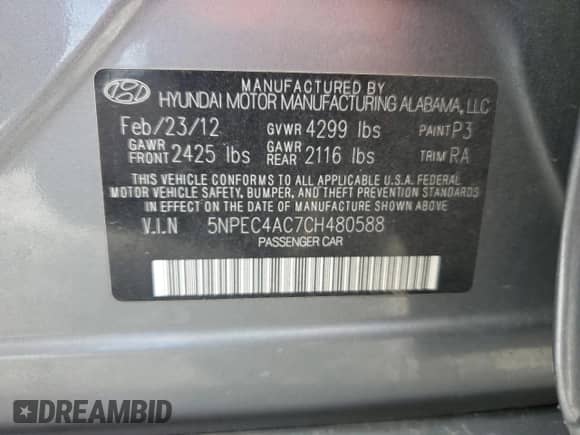 MANUFACTURED BY
HYUNDAI MOTOR MANUFACTURING ALABAMA, LLC
Feb/23/12 GVWR 4299 lbs PAINT P3
GAWR FRONT 2425 lbs GAWR REAR 2116 lbs TRIM RA
THIS VEHICLE CONFORMS TO ALL APPLICABLE U.S.A. FEDERAL
MOTOR VEHICLE SAFETY, BUMPER, AND THEFT PREVENTION STANDARDS
IN EFFECT ON THE DATE OF MANUFACTURE SHOWN ABOVE.
V.I.N 5NPEC4AC7CH480588
PASSENGER CAR
DREAMBID